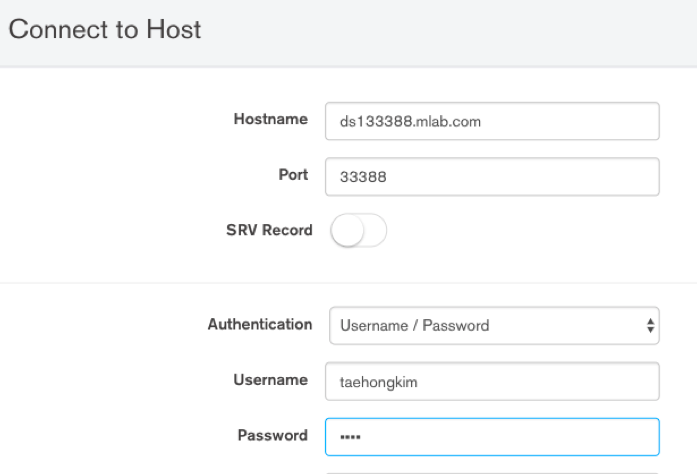 Connect to Host
Hostname ds133388.mlab.com
Port 33388
SRV Record
Authentication Username / Password
Username taehongkim
Password ••••